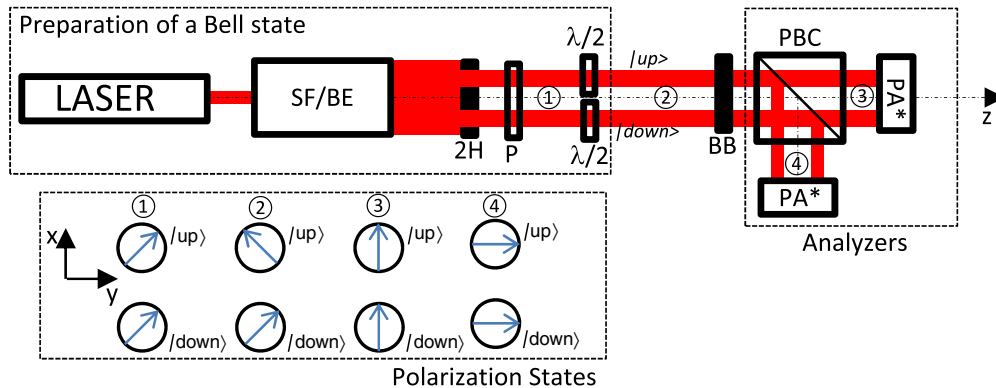 Preparation of a Bell state
LASER
SF/BE
2H
P
①
λ/2
λ/2
|up>
②
|down>
BB
PBC
③
PA*
z
④
PA*
Analyzers
① ② ③ ④
x
y
|up⟩ |up⟩ |up⟩ |up⟩
|down⟩ |down⟩ |down⟩ |down⟩
Polarization States